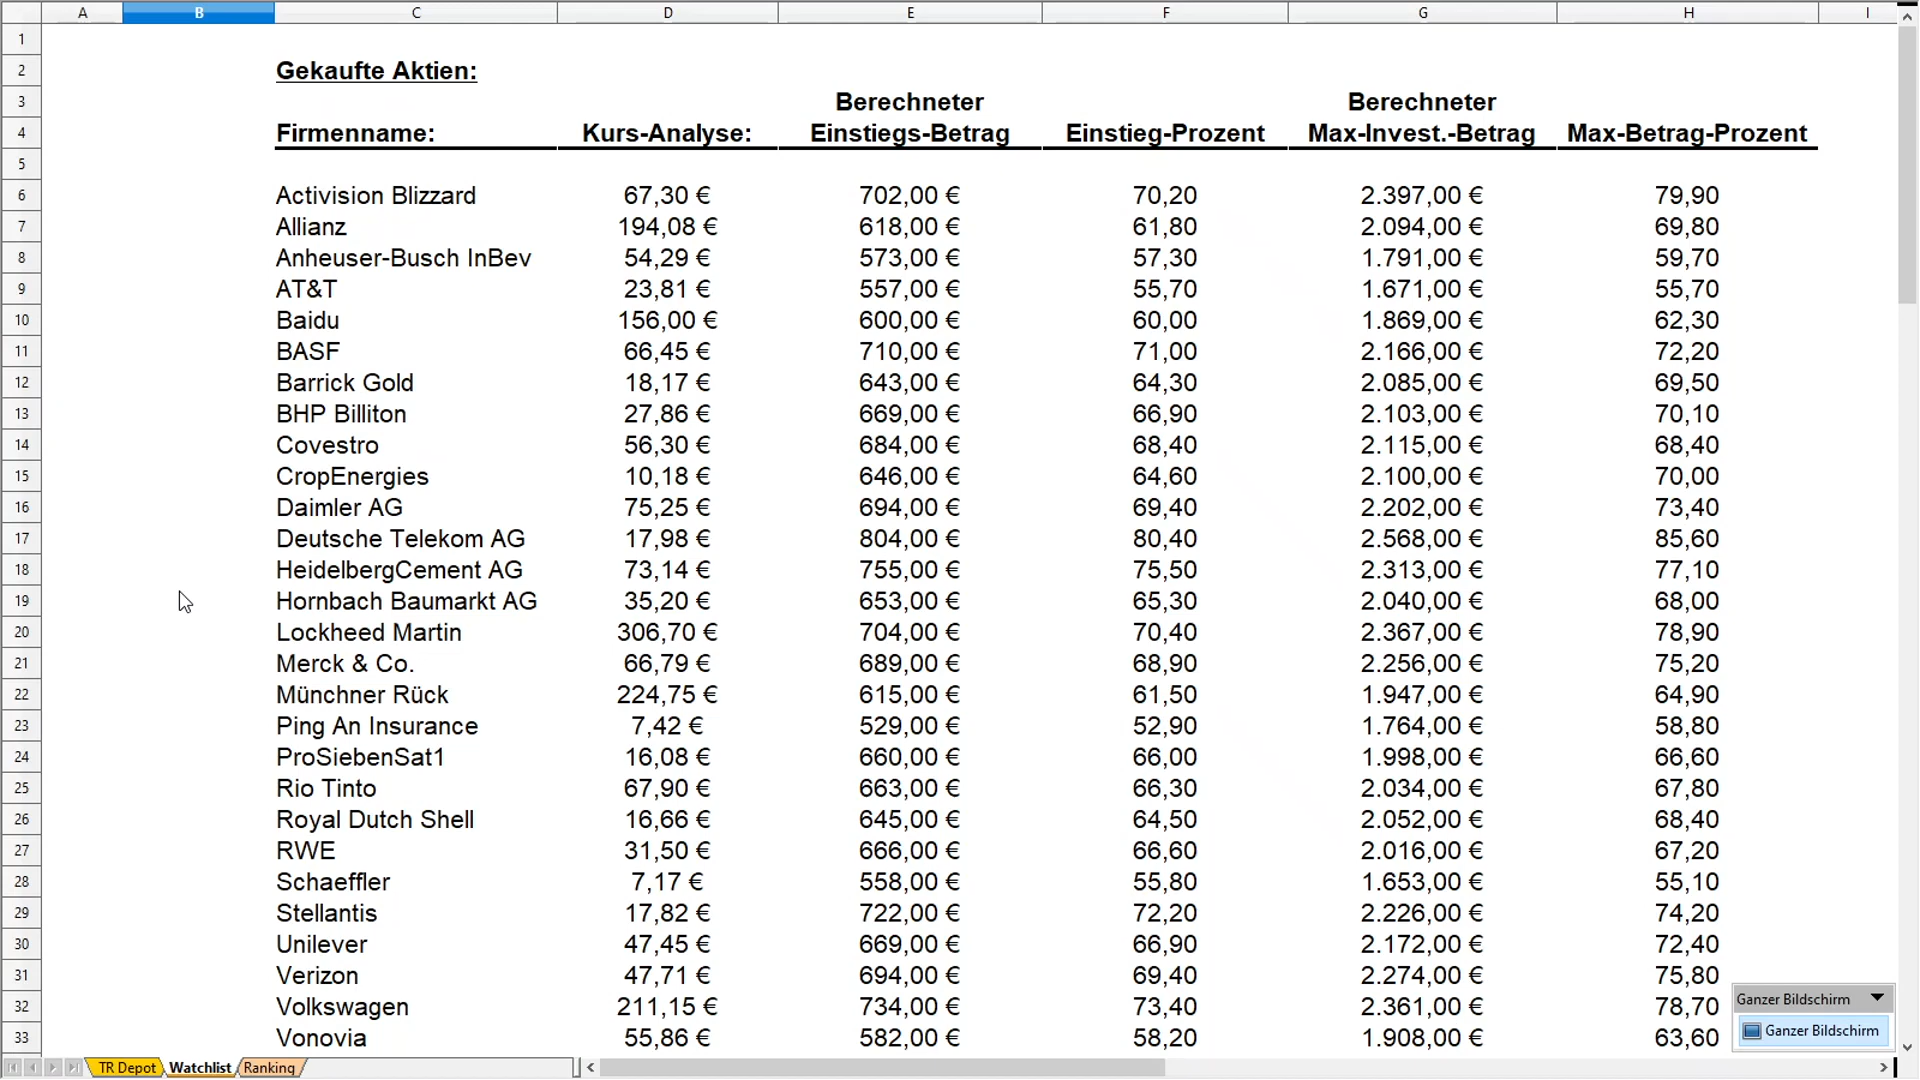 A B C D E F G H I
1
2 Gekaufte Aktien:
3 Berechneter Berechneter
4 Firmenname: Kurs-Analyse: Einstiegs-Betrag Einstieg-Prozent Max-Invest.-Betrag Max-Betrag-Prozent
5
6 Activision Blizzard 67,30 € 702,00 € 70,20 2.397,00 € 79,90
7 Allianz 194,08 € 618,00 € 61,80 2.094,00 € 69,80
8 Anheuser-Busch InBev 54,29 € 573,00 € 57,30 1.791,00 € 59,70
9 AT&T 23,81 € 557,00 € 55,70 1.671,00 € 55,70
10 Baidu 156,00 € 600,00 € 60,00 1.869,00 € 62,30
11 BASF 66,45 € 710,00 € 71,00 2.166,00 € 72,20
12 Barrick Gold 18,17 € 643,00 € 64,30 2.085,00 € 69,50
13 BHP Billiton 27,86 € 669,00 € 66,90 2.103,00 € 70,10
14 Covestro 56,30 € 684,00 € 68,40 2.115,00 € 68,40
15 CropEnergies 10,18 € 646,00 € 64,60 2.100,00 € 70,00
16 Daimler AG 75,25 € 694,00 € 69,40 2.202,00 € 73,40
17 Deutsche Telekom AG 17,98 € 804,00 € 80,40 2.568,00 € 85,60
18 HeidelbergCement AG 73,14 € 755,00 € 75,50 2.313,00 € 77,10
19 Hornbach Baumarkt AG 35,20 € 653,00 € 65,30 2.040,00 € 68,00
20 Lockheed Martin 306,70 € 704,00 € 70,40 2.367,00 € 78,90
21 Merck & Co. 66,79 € 689,00 € 68,90 2.256,00 € 75,20
22 Münchner Rück 224,75 € 615,00 € 61,50 1.947,00 € 64,90
23 Ping An Insurance 7,42 € 529,00 € 52,90 1.764,00 € 58,80
24 ProSiebenSat1 16,08 € 660,00 € 66,00 1.998,00 € 66,60
25 Rio Tinto 67,90 € 663,00 € 66,30 2.034,00 € 67,80
26 Royal Dutch Shell 16,66 € 645,00 € 64,50 2.052,00 € 68,40
27 RWE 31,50 € 666,00 € 66,60 2.016,00 € 67,20
28 Schaeffler 7,17 € 558,00 € 55,80 1.653,00 € 55,10
29 Stellantis 17,82 € 722,00 € 72,20 2.226,00 € 74,20
30 Unilever 47,45 € 669,00 € 66,90 2.172,00 € 72,40
31 Verizon 47,71 € 694,00 € 69,40 2.274,00 € 75,80
32 Volkswagen 211,15 € 734,00 € 73,40 2.361,00 € 78,70 Ganzer Bildschirm
33 Vonovia 55,86 € 582,00 € 58,20 1.908,00 € 63,60 Ganzer Bildschirm
TR Depot Watchlist Ranking